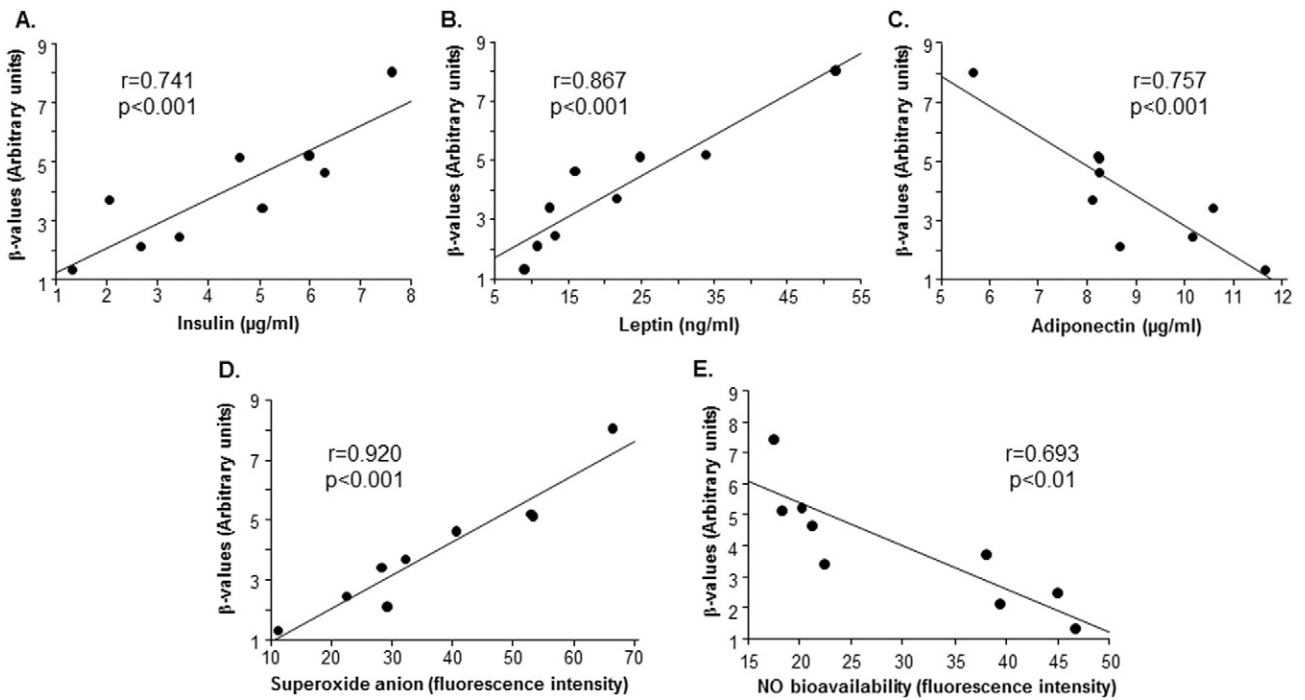 A.
β-values (Arbitrary units)
9
7
5
3
1
r=0.741
p<0.001
1 2 3 4 5 6 7 8
Insulin (µg/ml)
B.
β-values (Arbitrary units)
9
7
5
3
1
r=0.867
p<0.001
5 15 25 35 45 55
Leptin (ng/ml)
C.
β-values (Arbitrary units)
9
7
5
3
1
r=0.757
p<0.001
5 6 7 8 9 10 11 12
Adiponectin (µg/ml)
D.
β-values (Arbitrary units)
9
7
5
3
1
r=0.920
p<0.001
10 20 30 40 50 60 70
Superoxide anion (fluorescence intensity)
E.
β-values (Arbitrary units)
9
8
7
6
5
4
3
2
1
r=0.693
p<0.01
15 20 25 30 35 40 45 50
NO bioavailability (fluorescence intensity)